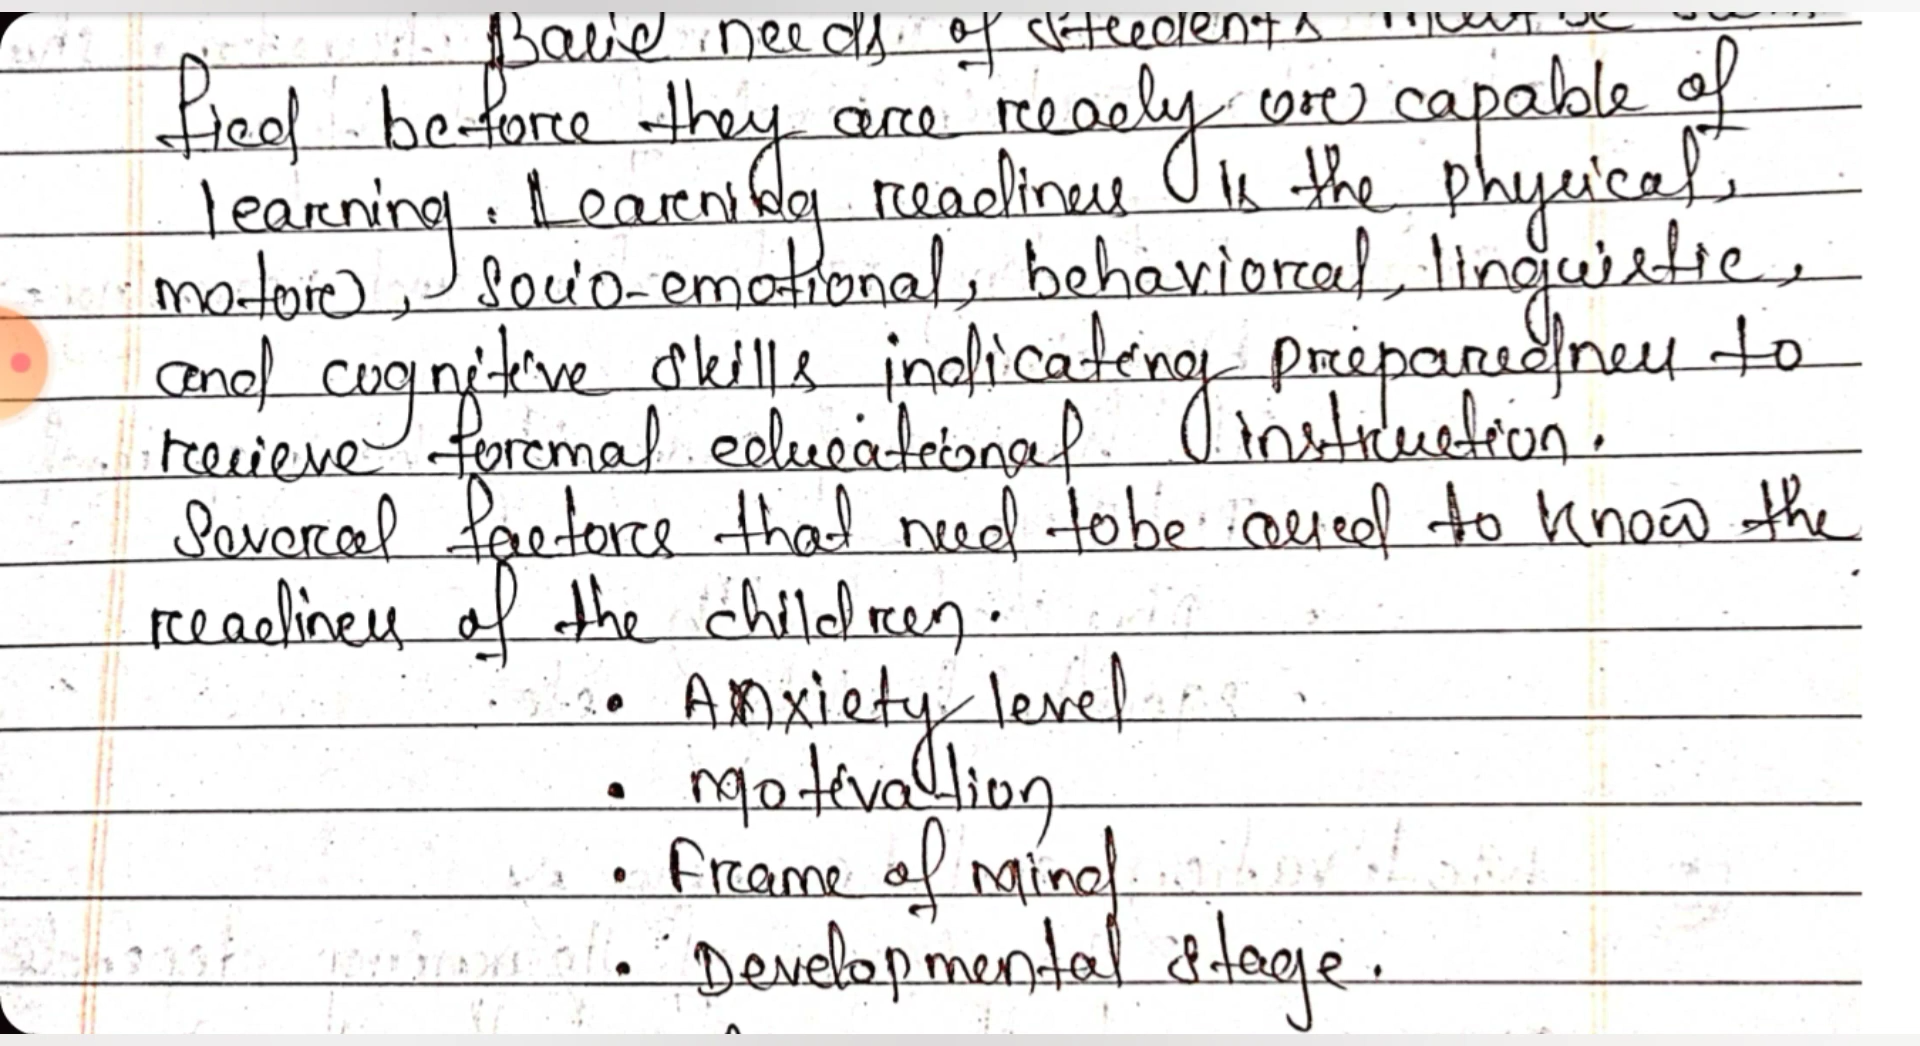 Basic needs of students must be
fied before they are ready or capable of
learning. Learning readiness is the physical,
motor, Socio-emotional, behavioral, linguistic,
and cognitive skills indicating preparedness to
recieve formal educational instruction.
Several factors that need tobe to know the
readiness of the children.
• Anxiety level
• Motivation
• Frame of mind
• Developmental stage.